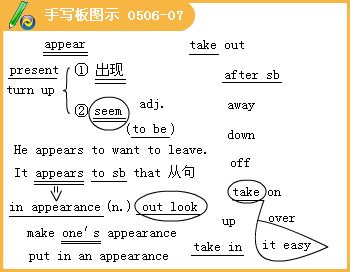 手写板图示 0506-07
appear
present
turn up
① 出现
② seem
adj.
(to be)
He appears to want to leave.
It appears to sb that 从句
in appearance (n.) out look
make one's appearance
put in an appearance
take out
after sb
away
down
off
take on
up
over
take in
it easy